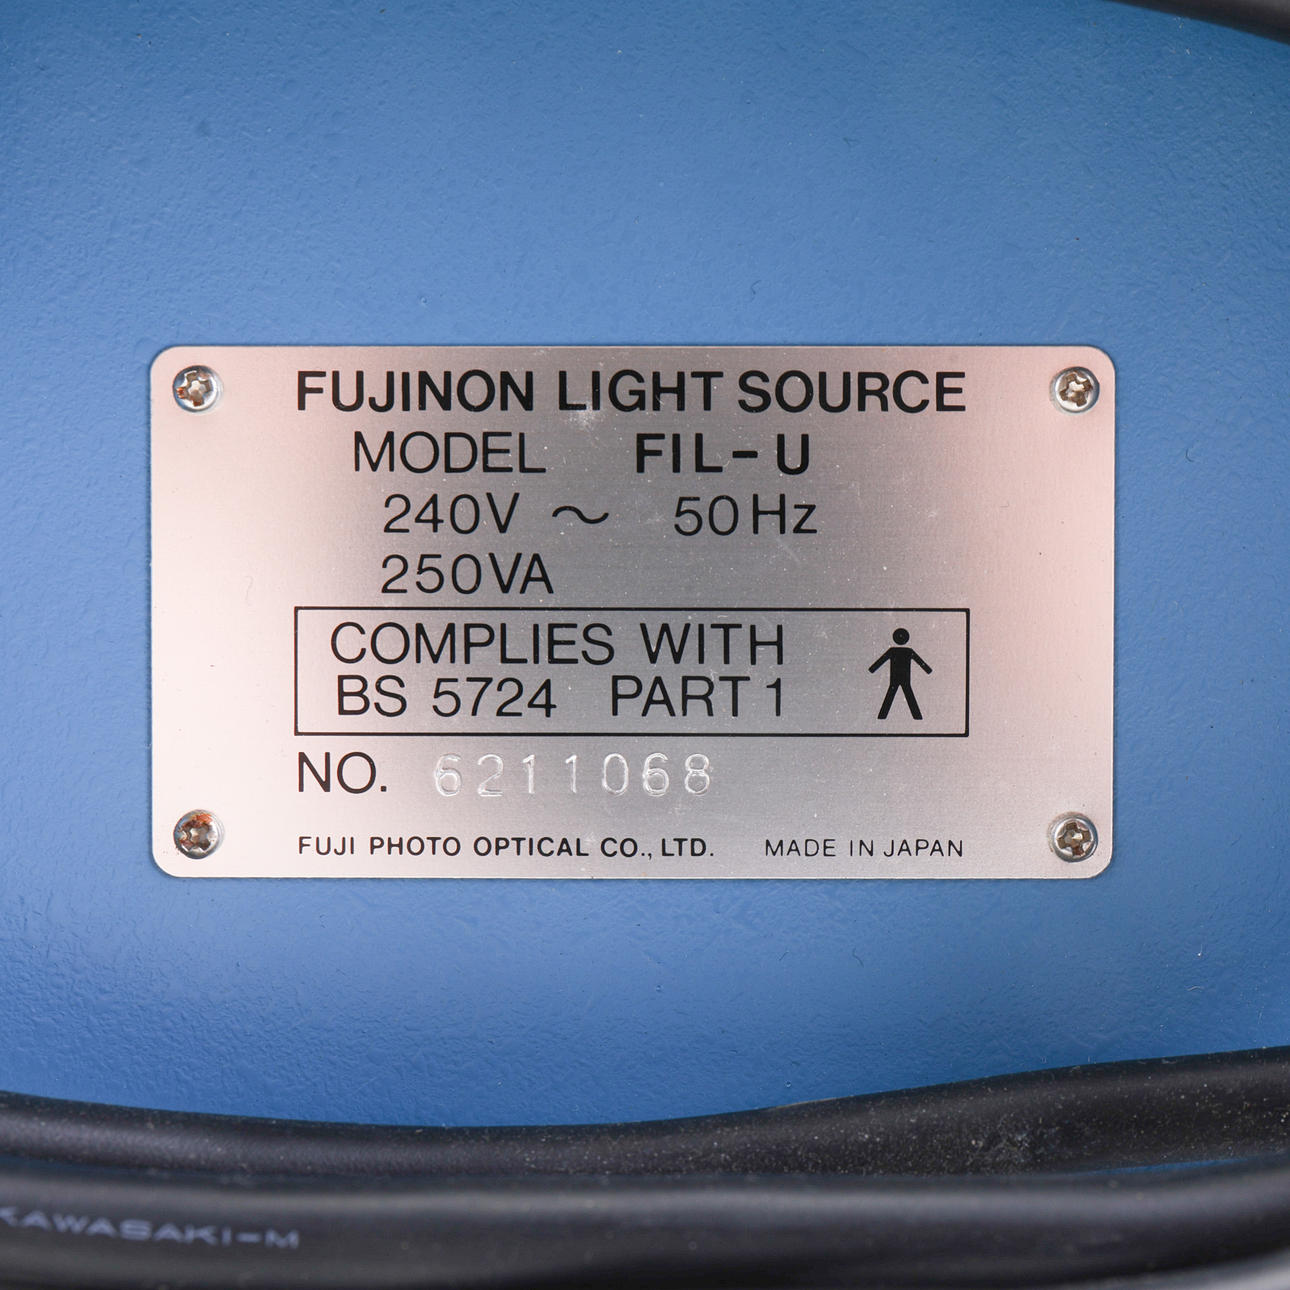 FUJINON LIGHT SOURCE
MODEL FIL-U
240V ~ 50Hz
250VA
COMPLIES WITH
BS 5724 PART 1
NO. 6211068
FUJI PHOTO OPTICAL CO., LTD. MADE IN JAPAN
KAWASAKI-M